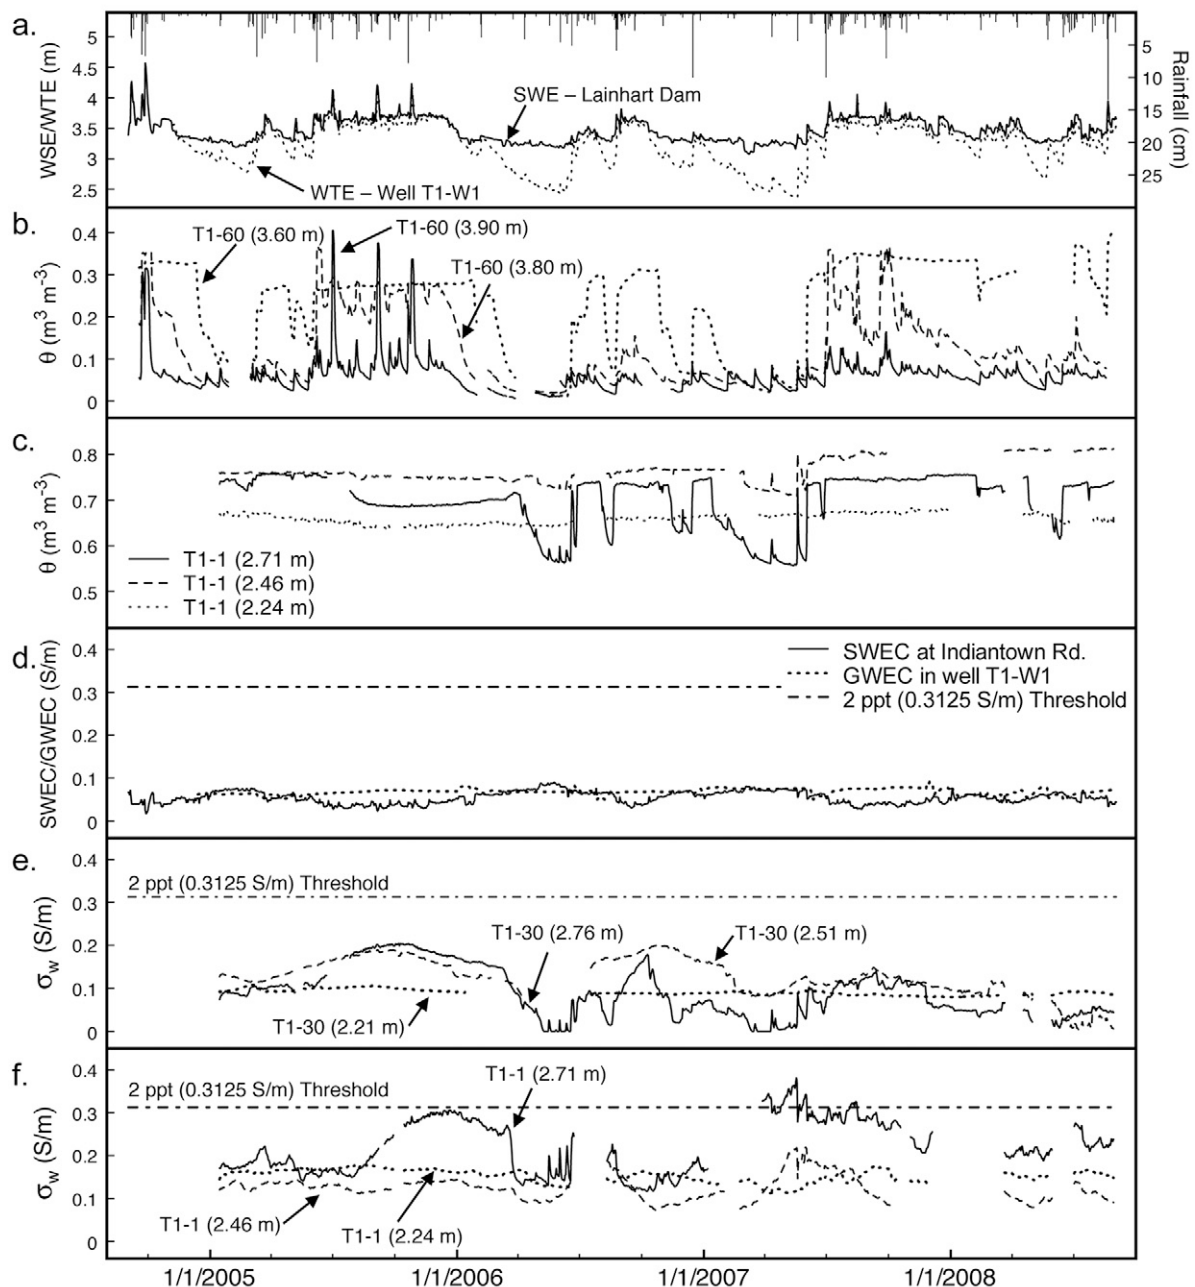 a.
WSE/WTE (m)
5
4.5
4
3.5
3
2.5
SWE – Lainhart Dam
WTE – Well T1-W1
5
10
15
20
25
Rainfall (cm)
b.
θ (m³ m⁻³)
0.4
0.3
0.2
0.1
0
T1-60 (3.60 m)
T1-60 (3.90 m)
T1-60 (3.80 m)
c.
θ (m³ m⁻³)
0.8
0.7
0.6
0.5
T1-1 (2.71 m)
T1-1 (2.46 m)
T1-1 (2.24 m)
d.
SWEC/GWEC (S/m)
0.4
0.3
0.2
0.1
0
SWEC at Indiantown Rd.
GWEC in well T1-W1
2 ppt (0.3125 S/m) Threshold
e.
σw (S/m)
0.4
0.3
0.2
0.1
0
2 ppt (0.3125 S/m) Threshold
T1-30 (2.76 m)
T1-30 (2.51 m)
T1-30 (2.21 m)
f.
σw (S/m)
0.4
0.3
0.2
0.1
0
2 ppt (0.3125 S/m) Threshold
T1-1 (2.71 m)
T1-1 (2.46 m)
T1-1 (2.24 m)
1/1/2005 1/1/2006 1/1/2007 1/1/2008